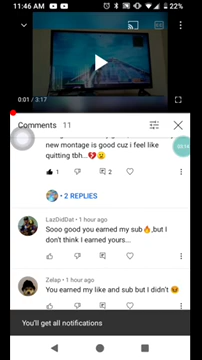 11:46 AM
0:01 / 3:17
Comments 11
new montage is good cuz i feel like
quitting tbh...💔😢
1
2
• 2 REPLIES
LazDidDat • 1 hour ago
Sooo good you earned my sub🔥,but I
don't think I earned yours...
Zelap • 1 hour ago
You earned my like and sub but I didn't 😣
You'll get all notifications